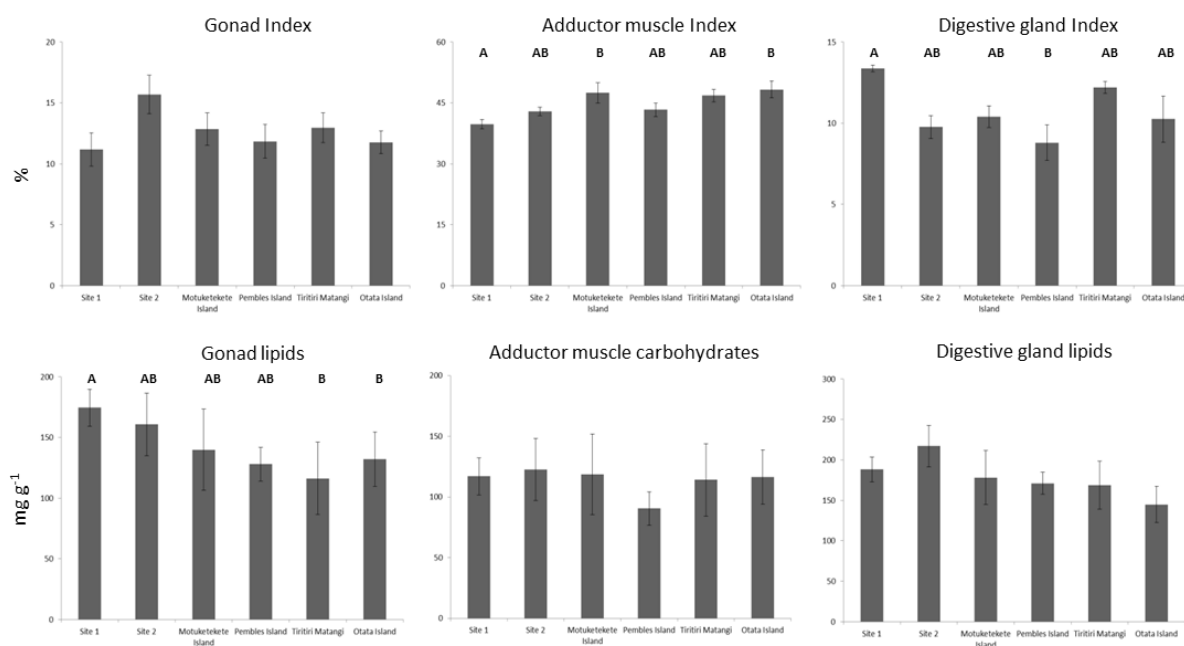 Gonad Index
%
20
15
10
5
0
Site 1 Site 2 Motuketekete Island Pembles Island Tiritiri Matangi Otata Island
Adductor muscle Index
60
A AB B AB AB B
45
30
15
0
Site 1 Site 2 Motuketekete Island Pembles Island Tiritiri Matangi Otata Island
Digestive gland Index
15
A AB AB B AB AB
10
5
0
Site 1 Site 2 Motuketekete Island Pembles Island Tiritiri Matangi Otata Island
Gonad lipids
mg g-1
200
A AB AB AB B B
150
100
50
0
Site 1 Site 2 Motuketekete Island Pembles Island Tiritiri Matangi Otata Island
Adductor muscle carbohydrates
200
150
100
50
0
Site 1 Site 2 Motuketekete Island Pembles Island Tiritiri Matangi Otata Island
Digestive gland lipids
300
250
200
150
100
50
0
Site 1 Site 2 Motuketekete Island Pembles Island Tiritiri Matangi Otata Island